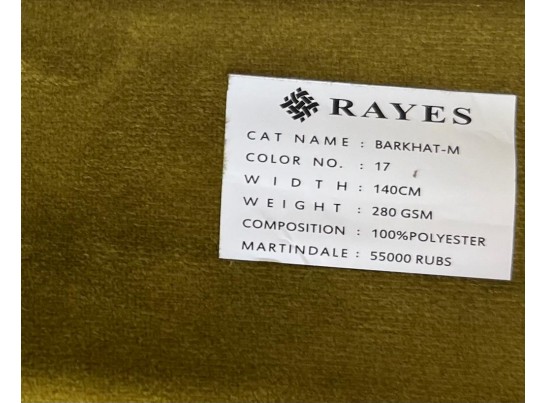 RAYES
CAT NAME : BARKHAT-M
COLOR NO. : 17
WIDTH : 140CM
WEIGHT : 280 GSM
COMPOSITION : 100%POLYESTER
MARTINDALE : 55000 RUBS